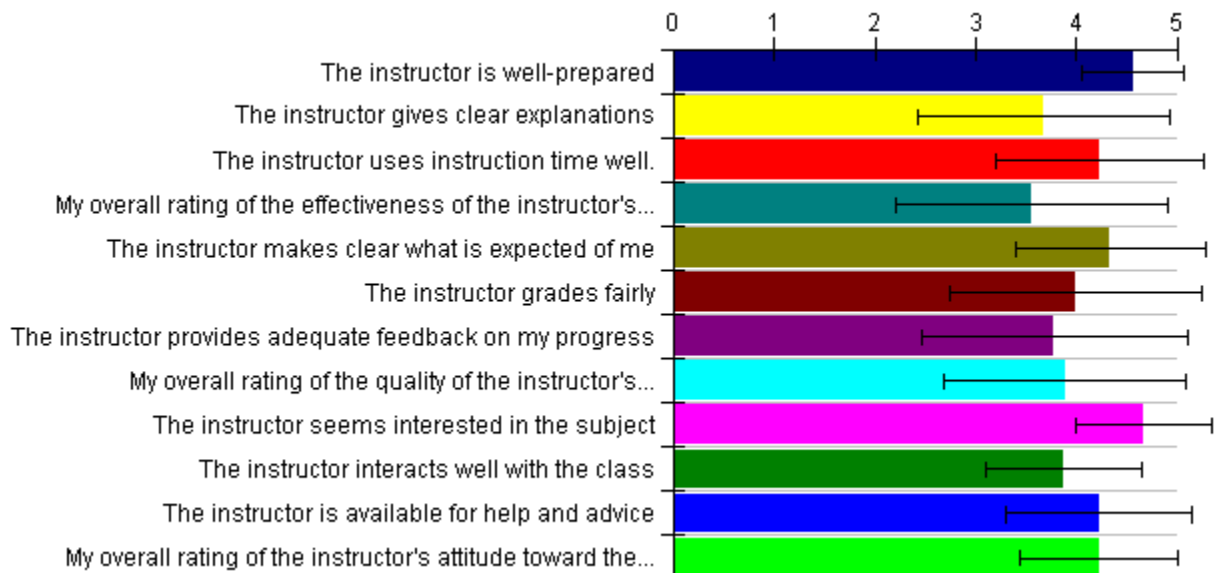 0 1 2 3 4 5
The instructor is well-prepared
The instructor gives clear explanations
The instructor uses instruction time well.
My overall rating of the effectiveness of the instructor's...
The instructor makes clear what is expected of me
The instructor grades fairly
The instructor provides adequate feedback on my progress
My overall rating of the quality of the instructor's...
The instructor seems interested in the subject
The instructor interacts well with the class
The instructor is available for help and advice
My overall rating of the instructor's attitude toward the...